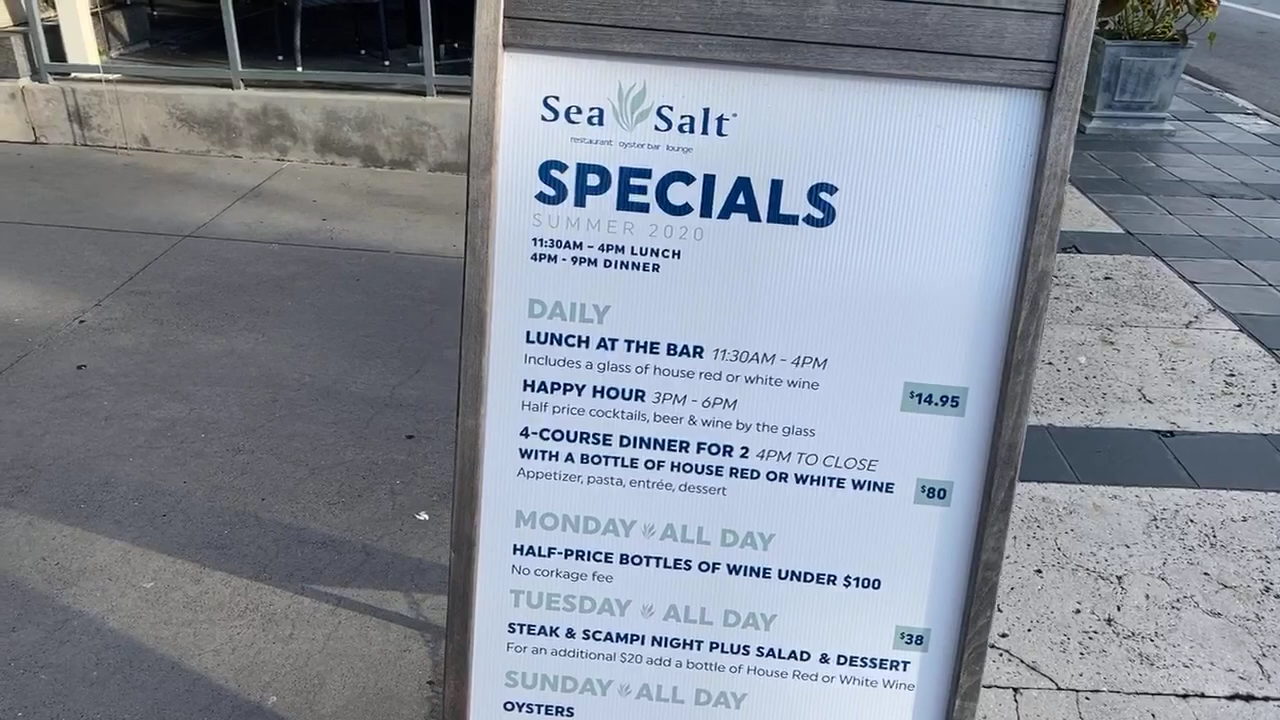 Sea Salt
restaurant oyster bar lounge
SPECIALS
SUMMER 2020
11:30AM – 4PM LUNCH
4PM - 9PM DINNER
DAILY
LUNCH AT THE BAR 11:30AM - 4PM
Includes a glass of house red or white wine
$14.95
HAPPY HOUR 3PM - 6PM
Half price cocktails, beer & wine by the glass
4-COURSE DINNER FOR 2 4PM TO CLOSE
WITH A BOTTLE OF HOUSE RED OR WHITE WINE
$80
Appetizer, pasta, entrée, dessert
MONDAY ALL DAY
HALF-PRICE BOTTLES OF WINE UNDER $100
No corkage fee
TUESDAY ALL DAY
$38
STEAK & SCAMPI NIGHT PLUS SALAD & DESSERT
For an additional $20 add a bottle of House Red or White Wine
SUNDAY ALL DAY
OYSTERS